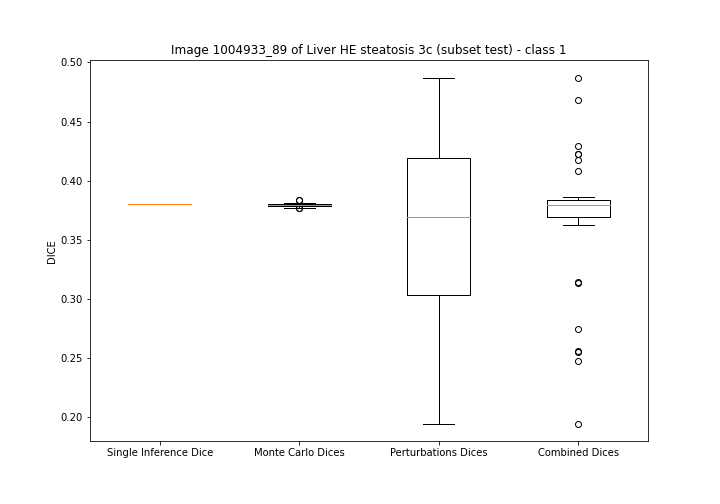 Image 1004933_89 of Liver HE steatosis 3c (subset test) - class 1
0.50
0.45
0.40
0.35
0.30
0.25
0.20
DICE
Single Inference Dice
Monte Carlo Dices
Perturbations Dices
Combined Dices